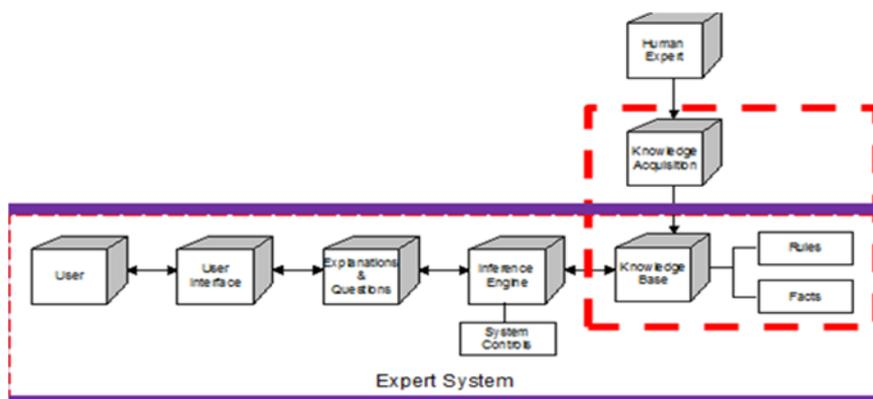 Human
Expert
Knowledge
Acquisition
User
User
Interface
Explanations
&
Questions
Inference
Engine
Knowledge
Base
Rules
Facts
System
Controls
Expert System